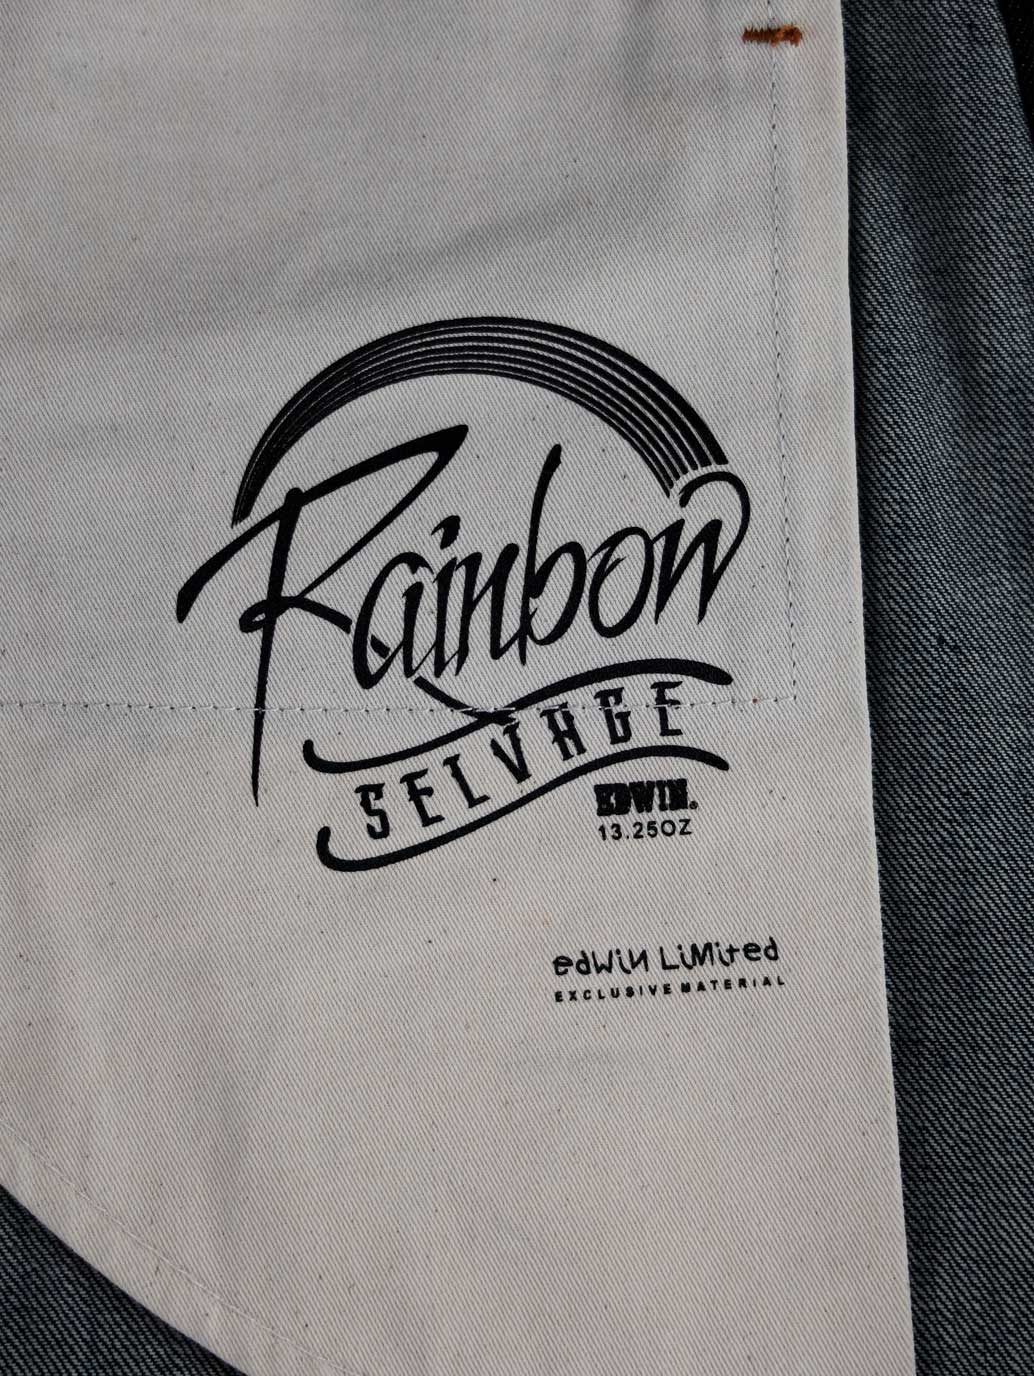 Rainbow
SELVAGE
EDWIN.
13.25OZ
edwin LiMited
EXCLUSIVE MATERIAL